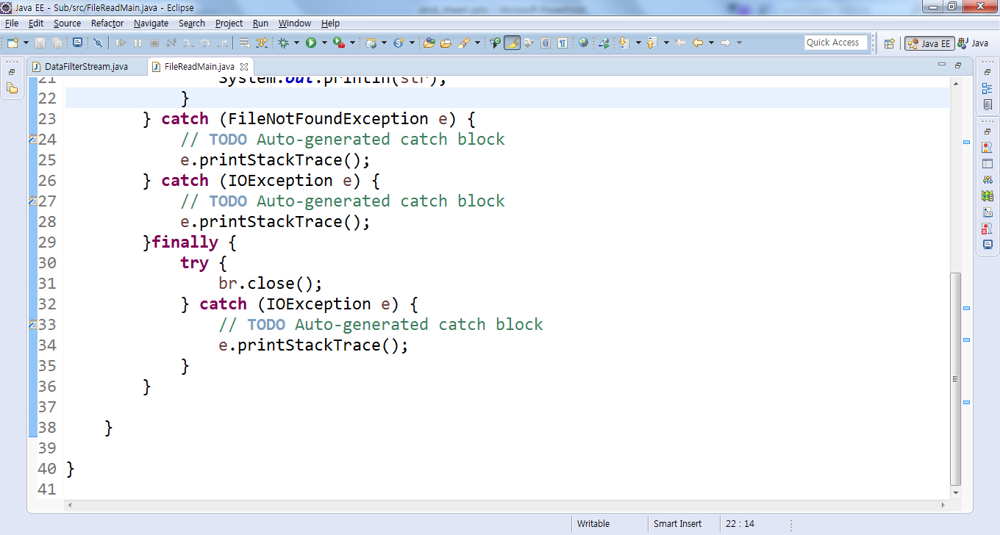 Java EE - Sub/src/FileReadMain.java - Eclipse
File Edit Source Refactor Navigate Search Project Run Window Help
Quick Access Java EE Java
DataFilterStream.java FileReadMain.java
21 System.out.println(str);
22 }
23 } catch (FileNotFoundException e) {
24 // TODO Auto-generated catch block
25 e.printStackTrace();
26 } catch (IOException e) {
27 // TODO Auto-generated catch block
28 e.printStackTrace();
29 }finally {
30 try {
31 br.close();
32 } catch (IOException e) {
33 // TODO Auto-generated catch block
34 e.printStackTrace();
35 }
36 }
37
38 }
39
40 }
41
Writable Smart Insert 22 : 14